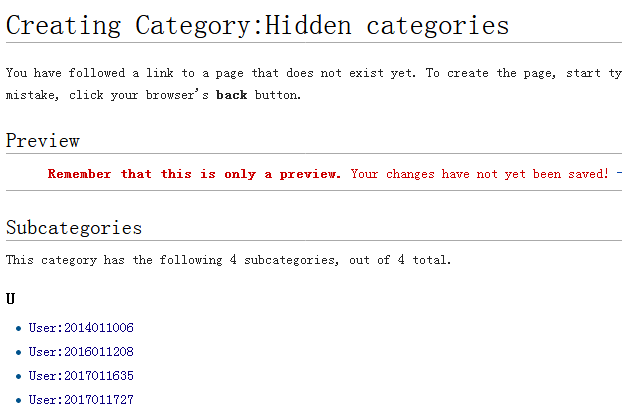 Creating Category:Hidden categories
You have followed a link to a page that does not exist yet. To create the page, start ty
mistake, click your browser's back button.
Preview
Remember that this is only a preview. Your changes have not yet been saved! −
Subcategories
This category has the following 4 subcategories, out of 4 total.
U
• User:2014011006
• User:2016011208
• User:2017011635
• User:2017011727